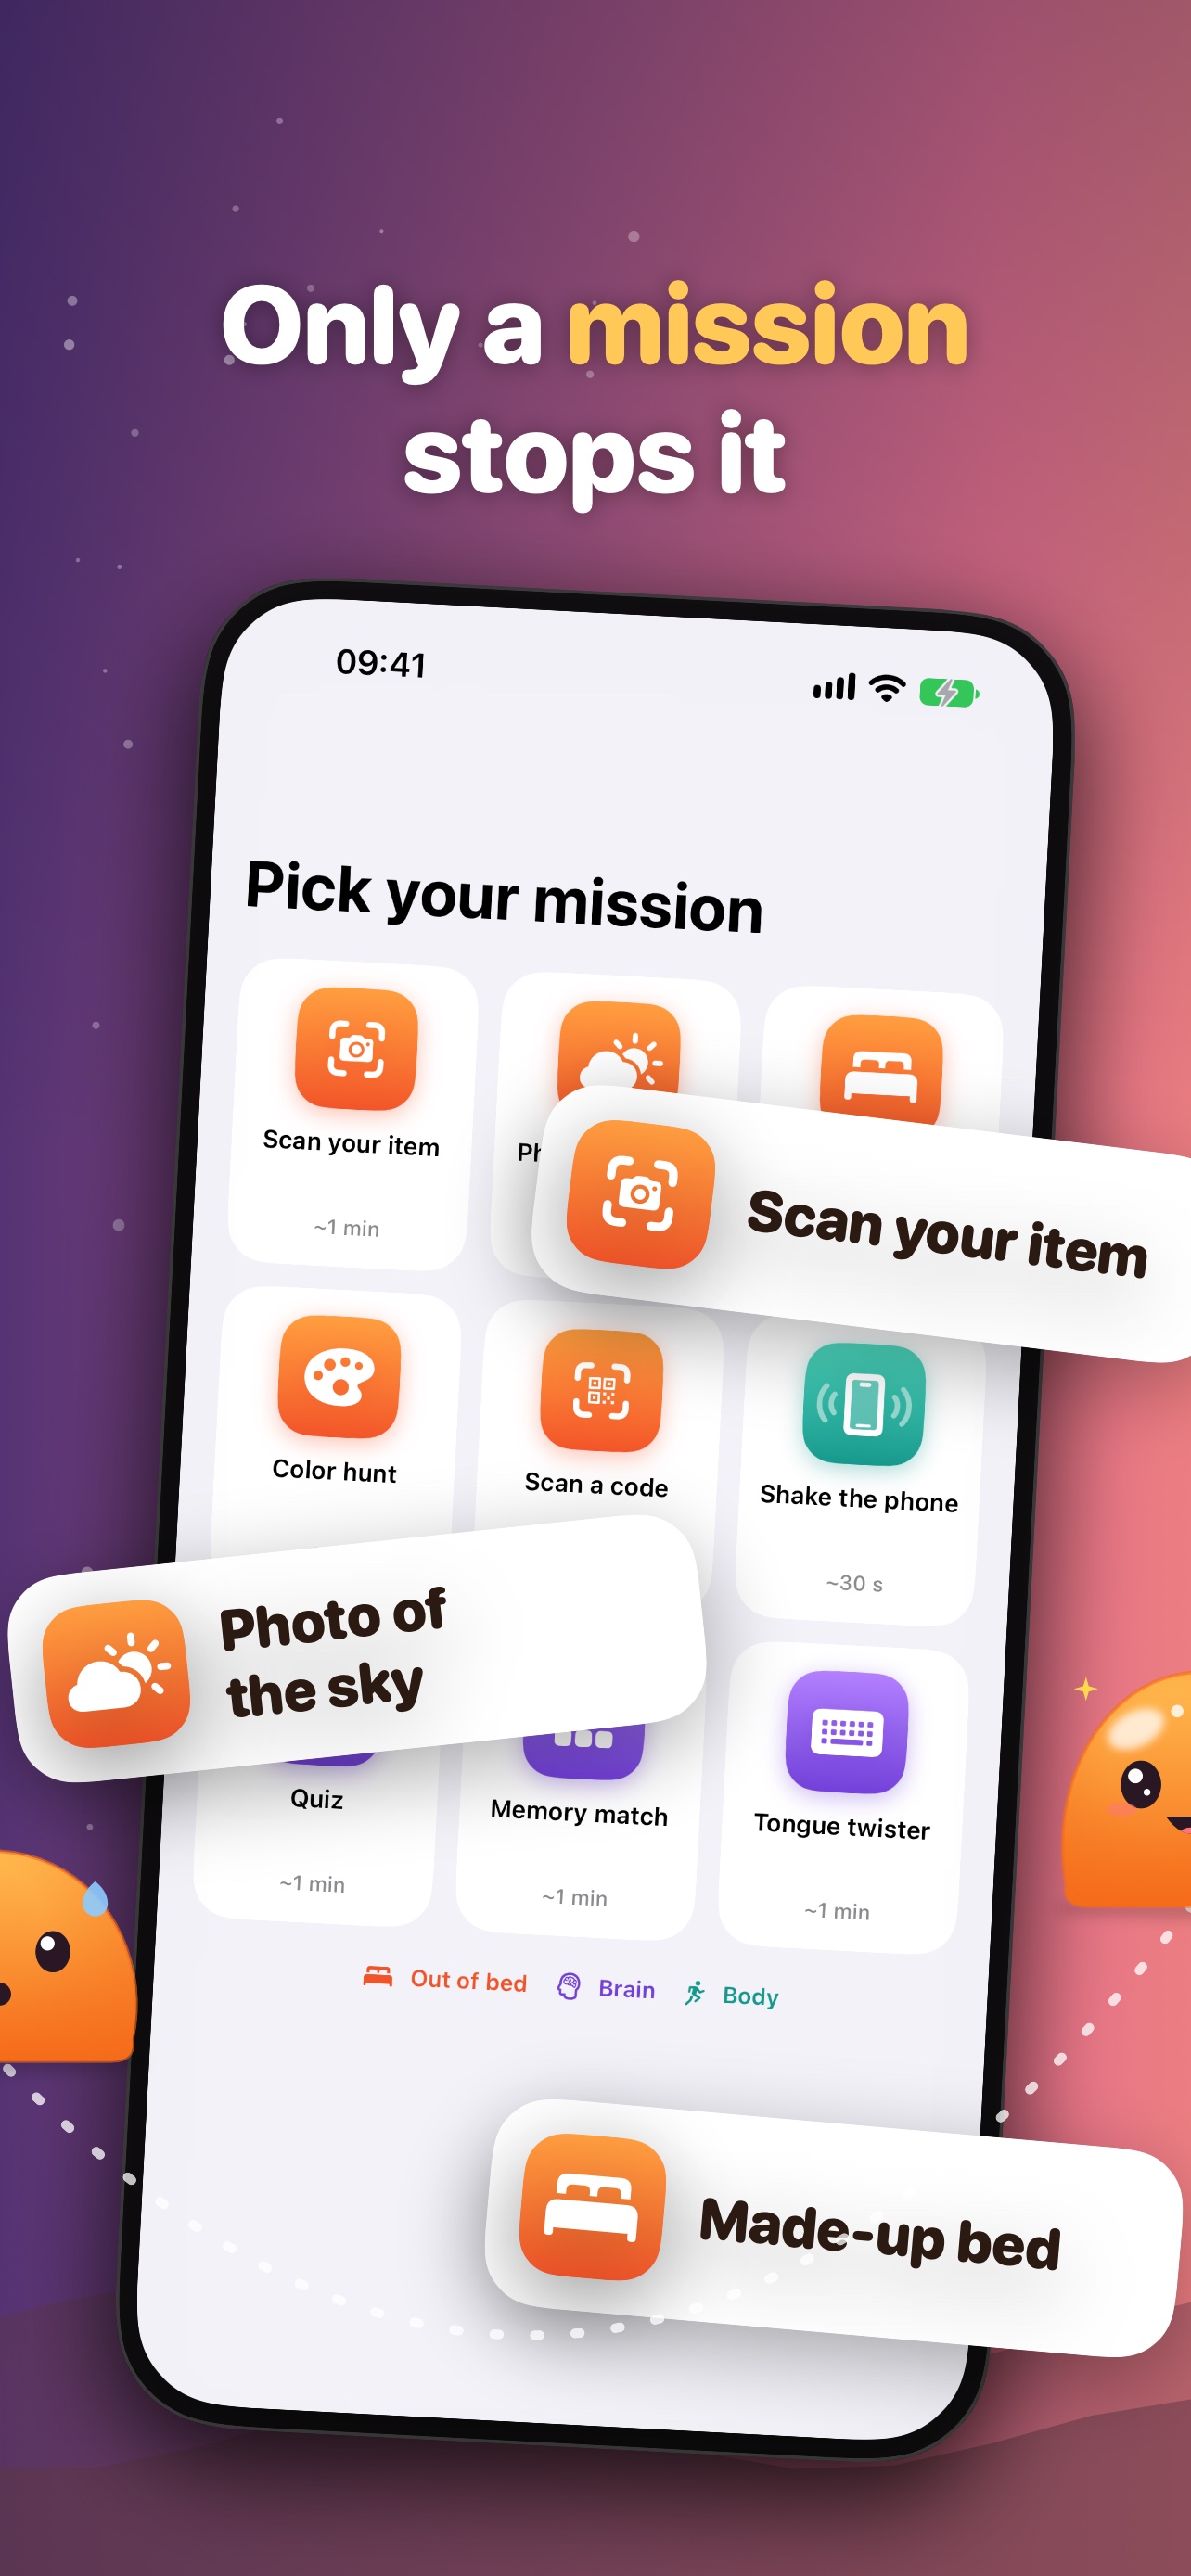 Only a mission
stops it
09:41
Pick your mission
Scan your item
~1 min
Scan your item
Color hunt
Scan a code
Shake the phone
~30 s
Photo of
the sky
Quiz
~1 min
Memory match
~1 min
Tongue twister
~1 min
Out of bed
Brain
Body
Made-up bed